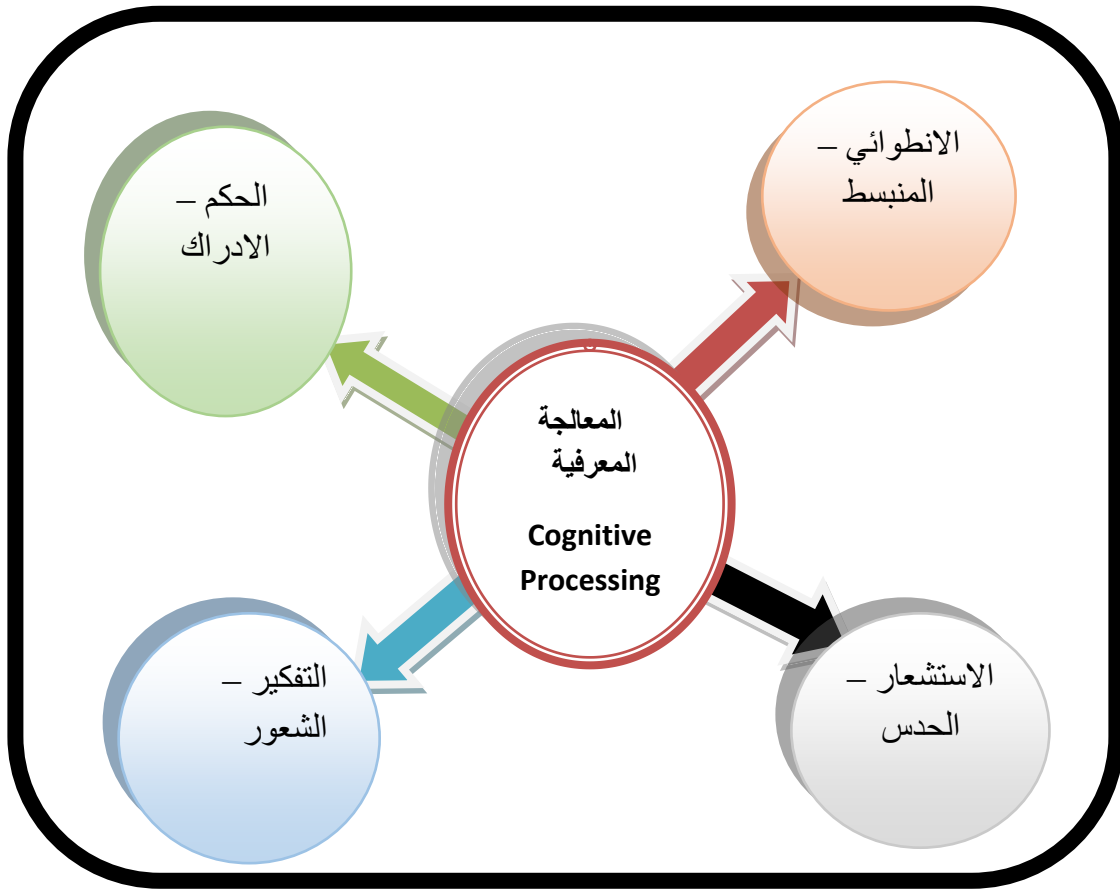 الانطوائي –
المنبسط
الحكم –
الادراك
المعالجة
المعرفية
Cognitive
Processing
الاستشعار –
الحدس
التفكير –
الشعور